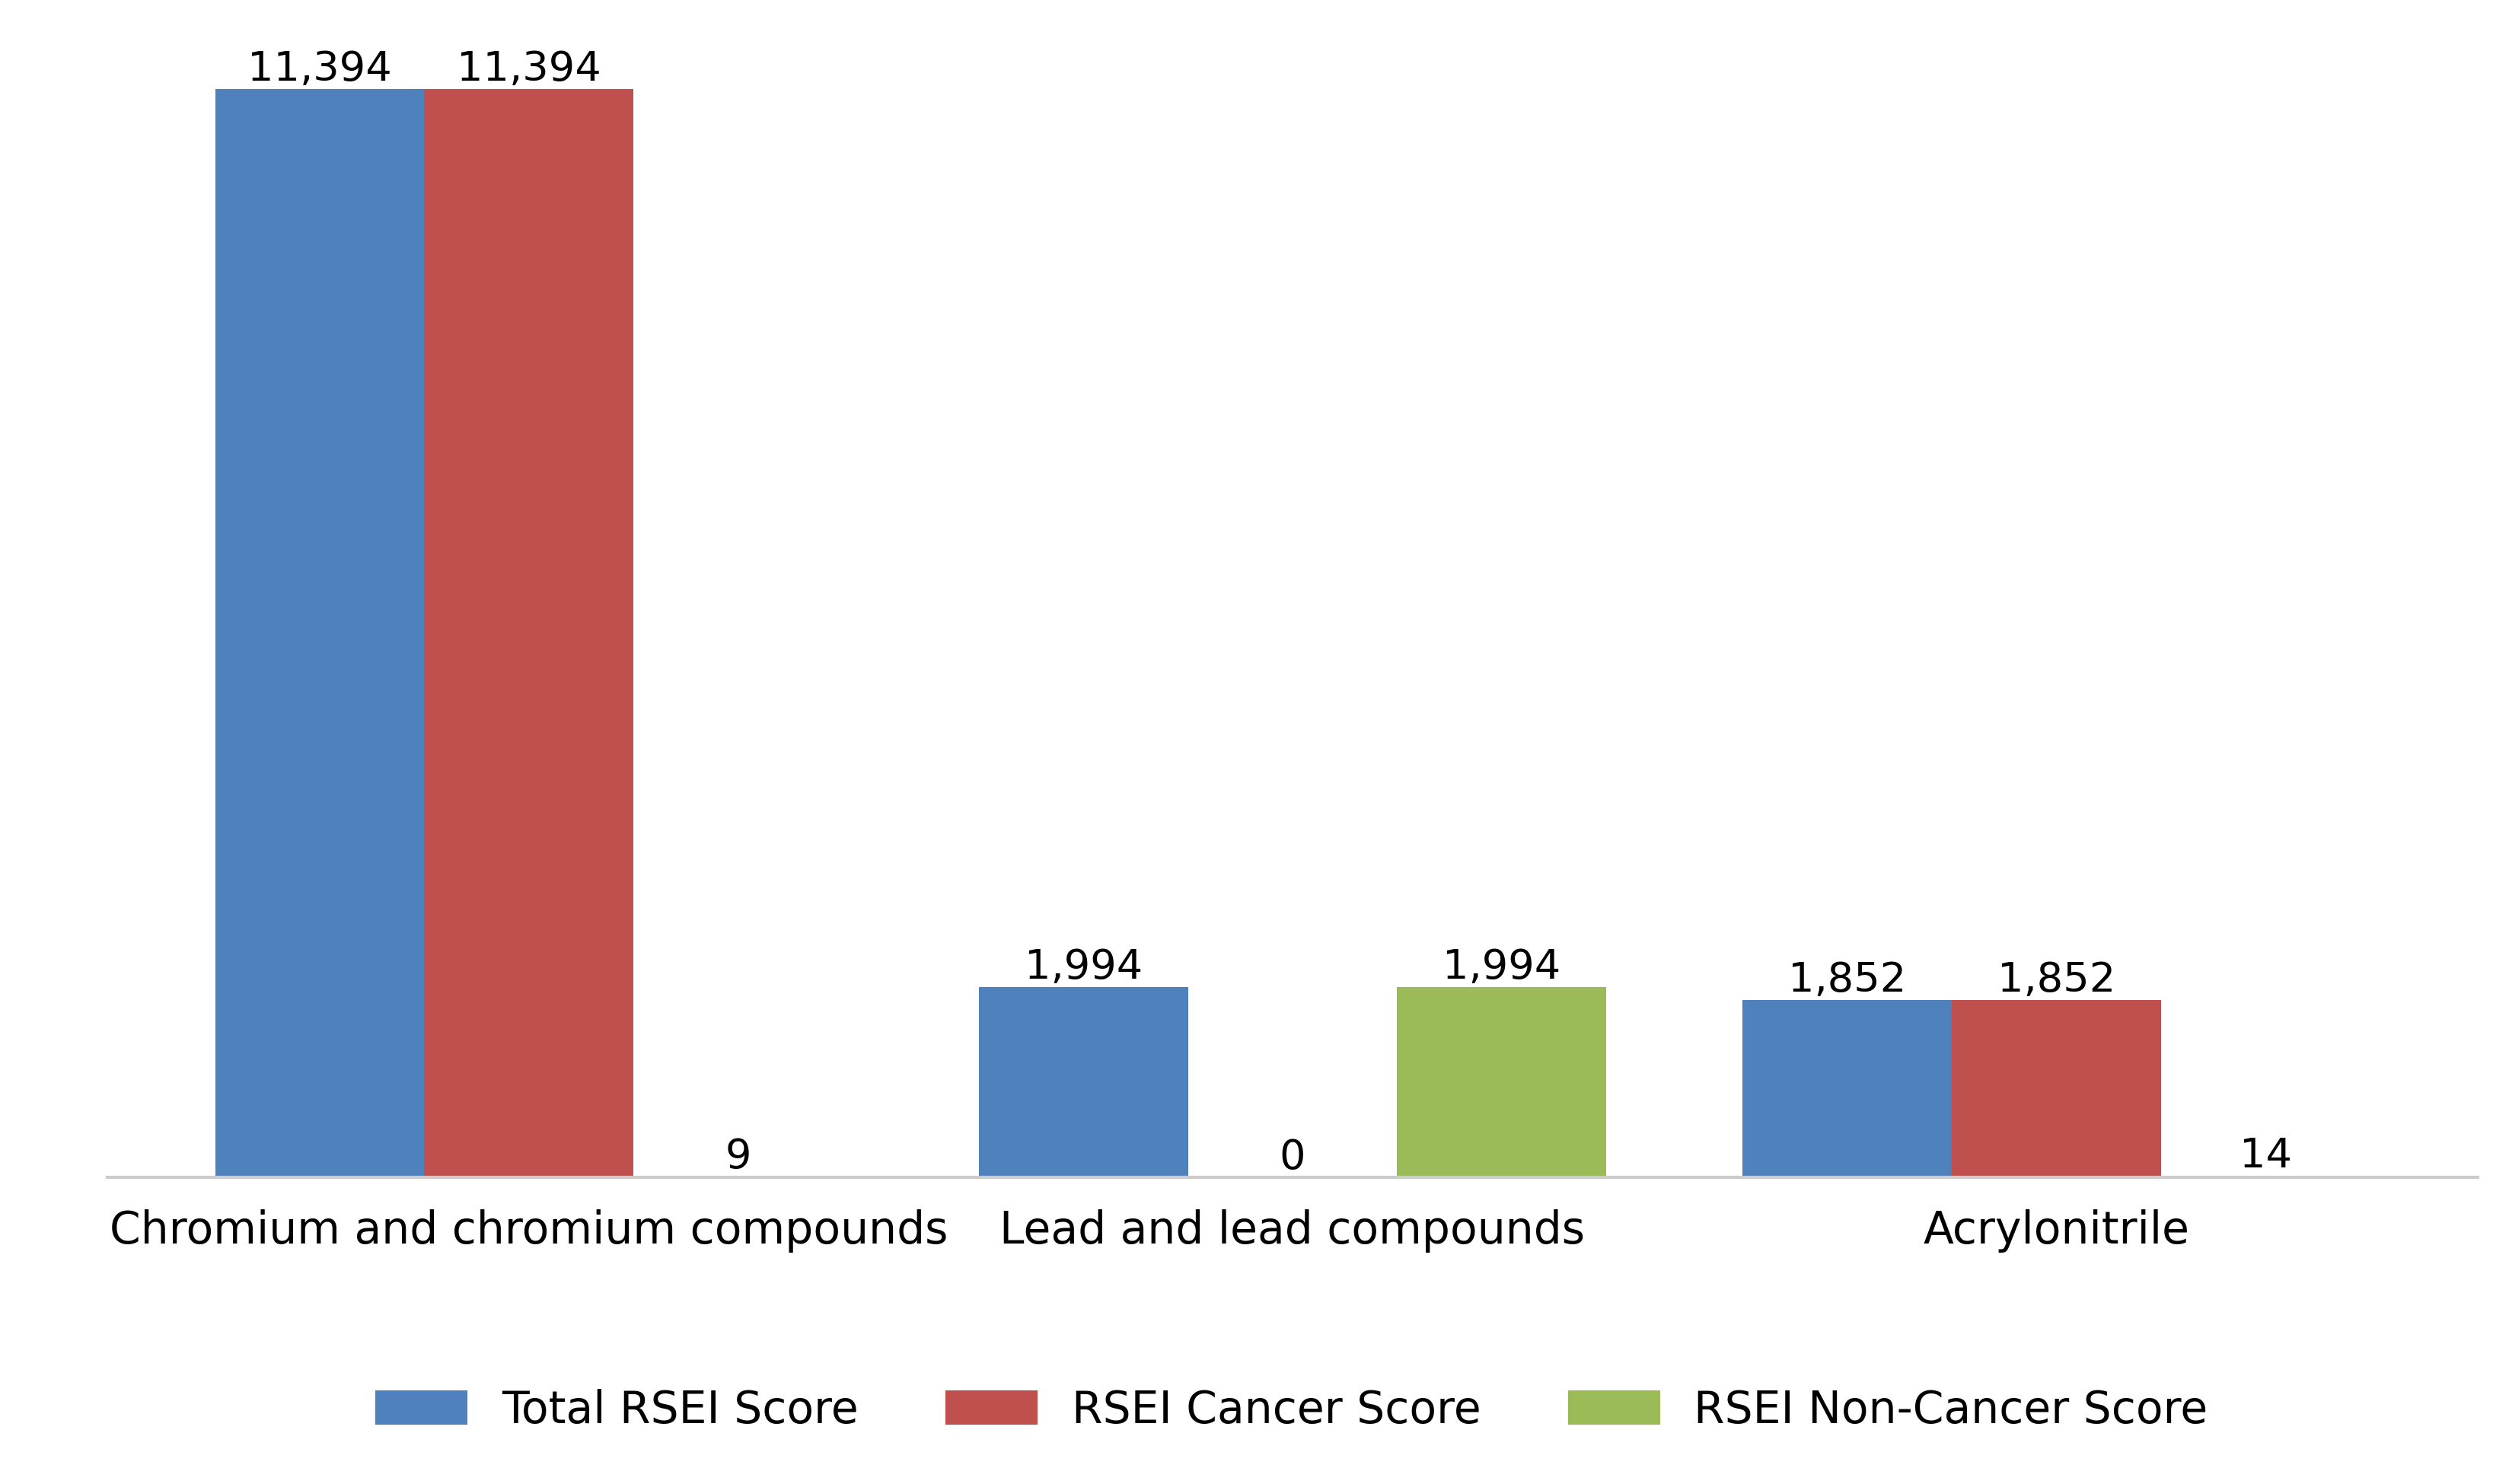 11,394 11,394
1,994 1,994 1,852 1,852
9 0 14
Chromium and chromium compounds Lead and lead compounds Acrylonitrile
Total RSEI Score RSEI Cancer Score RSEI Non-Cancer Score